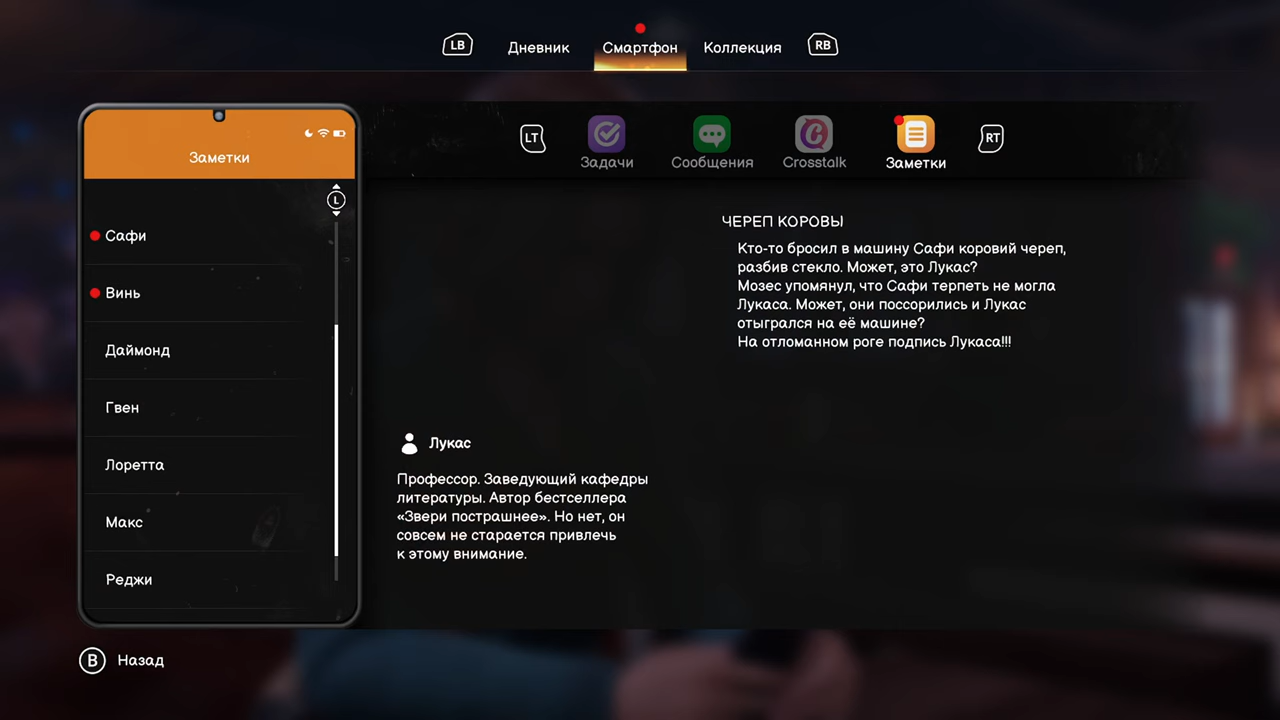 LB
Дневник
Смартфон
Коллекция
RB
Заметки
L
Сафи
Винь
Даймонд
Гвен
Лоретта
Макс
Реджи
LT
Задачи
Сообщения
Crosstalk
Заметки
RT
ЧЕРЕП КОРОВЫ
Кто-то бросил в машину Сафи коровий череп,
разбив стекло. Может, это Лукас?
Мозес упомянул, что Сафи терпеть не могла
Лукаса. Может, они поссорились и Лукас
отыгрался на её машине?
На отломанном роге подпись Лукаса!!!
Лукас
Профессор. Заведующий кафедры
литературы. Автор бестселлера
«Звери пострашнее». Но нет, он
совсем не старается привлечь
к этому внимание.
B
Назад